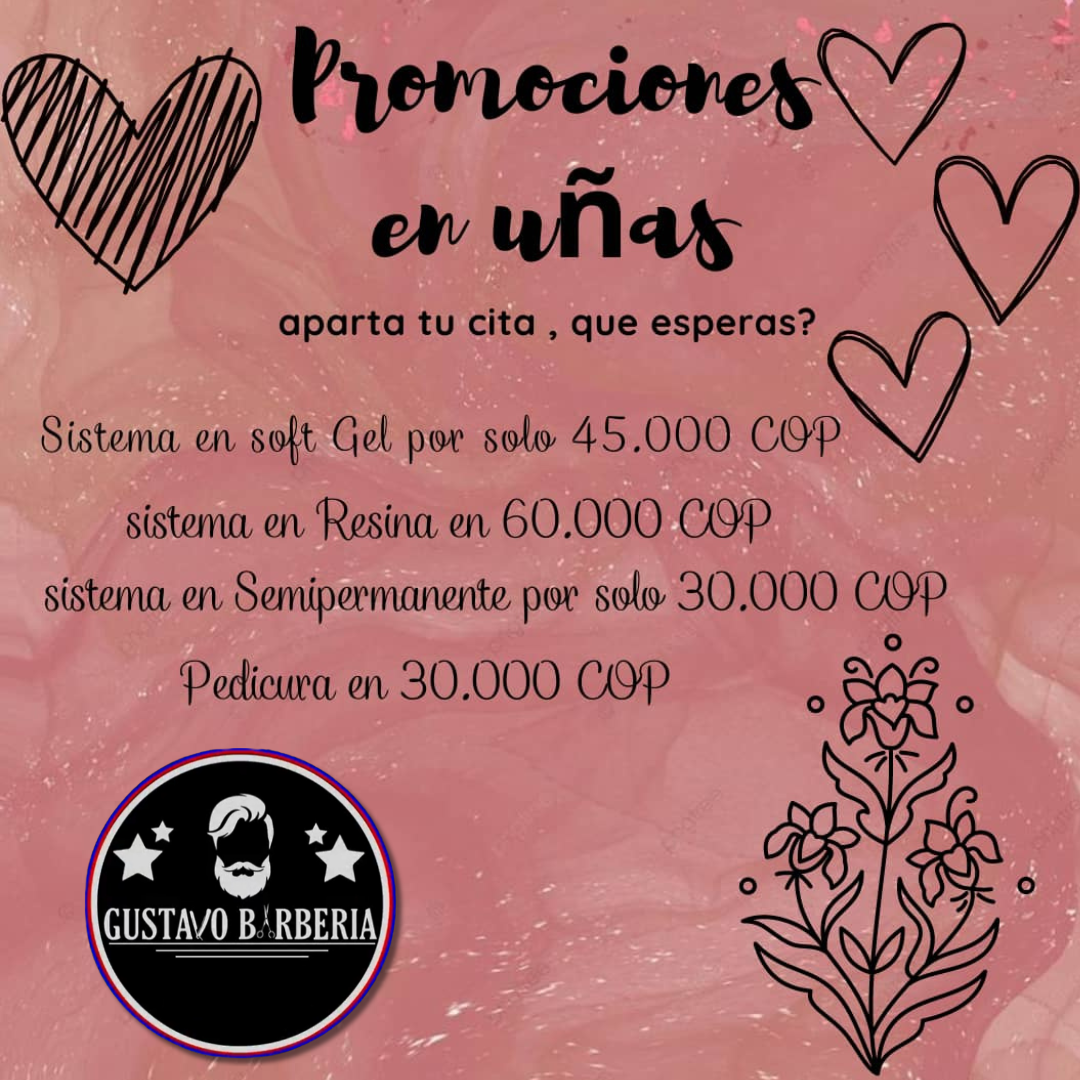 Promociones
en uñas
aparta tu cita , que esperas?
Sistema en soft Gel por solo 45.000 COP
sistema en Resina en 60.000 COP
sistema en Semipermanente por solo 30.000 COP
Pedicura en 30.000 COP
GUSTAVO BARBERIA